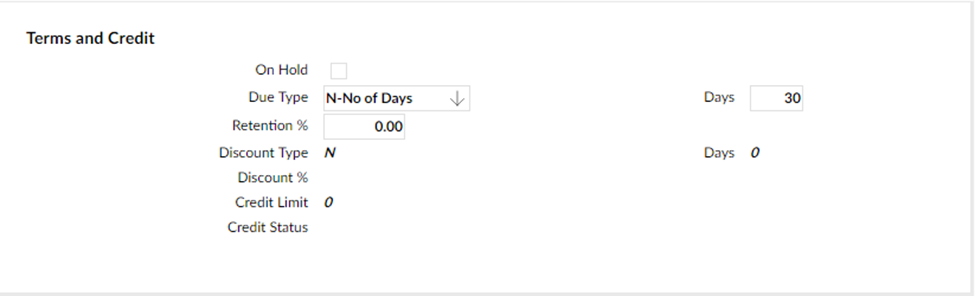 Terms and Credit
On Hold
Due Type N-No of Days Days 30
Retention % 0.00
Discount Type N Days 0
Discount %
Credit Limit 0
Credit Status